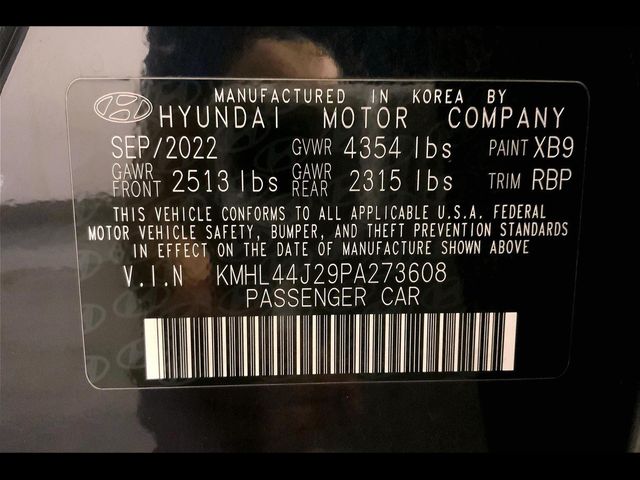 MANUFACTURED IN KOREA BY
HYUNDAI MOTOR COMPANY
SEP/2022 GVWR 4354 lbs PAINT XB9
GAWR FRONT 2513 lbs GAWR REAR 2315 lbs TRIM RBP
THIS VEHICLE CONFORMS TO ALL APPLICABLE U.S.A. FEDERAL
MOTOR VEHICLE SAFETY, BUMPER, AND THEFT PREVENTION STANDARDS
IN EFFECT ON THE DATE OF MANUFACTURE SHOWN ABOVE
V.I.N KMHL44J29PA273608
PASSENGER CAR